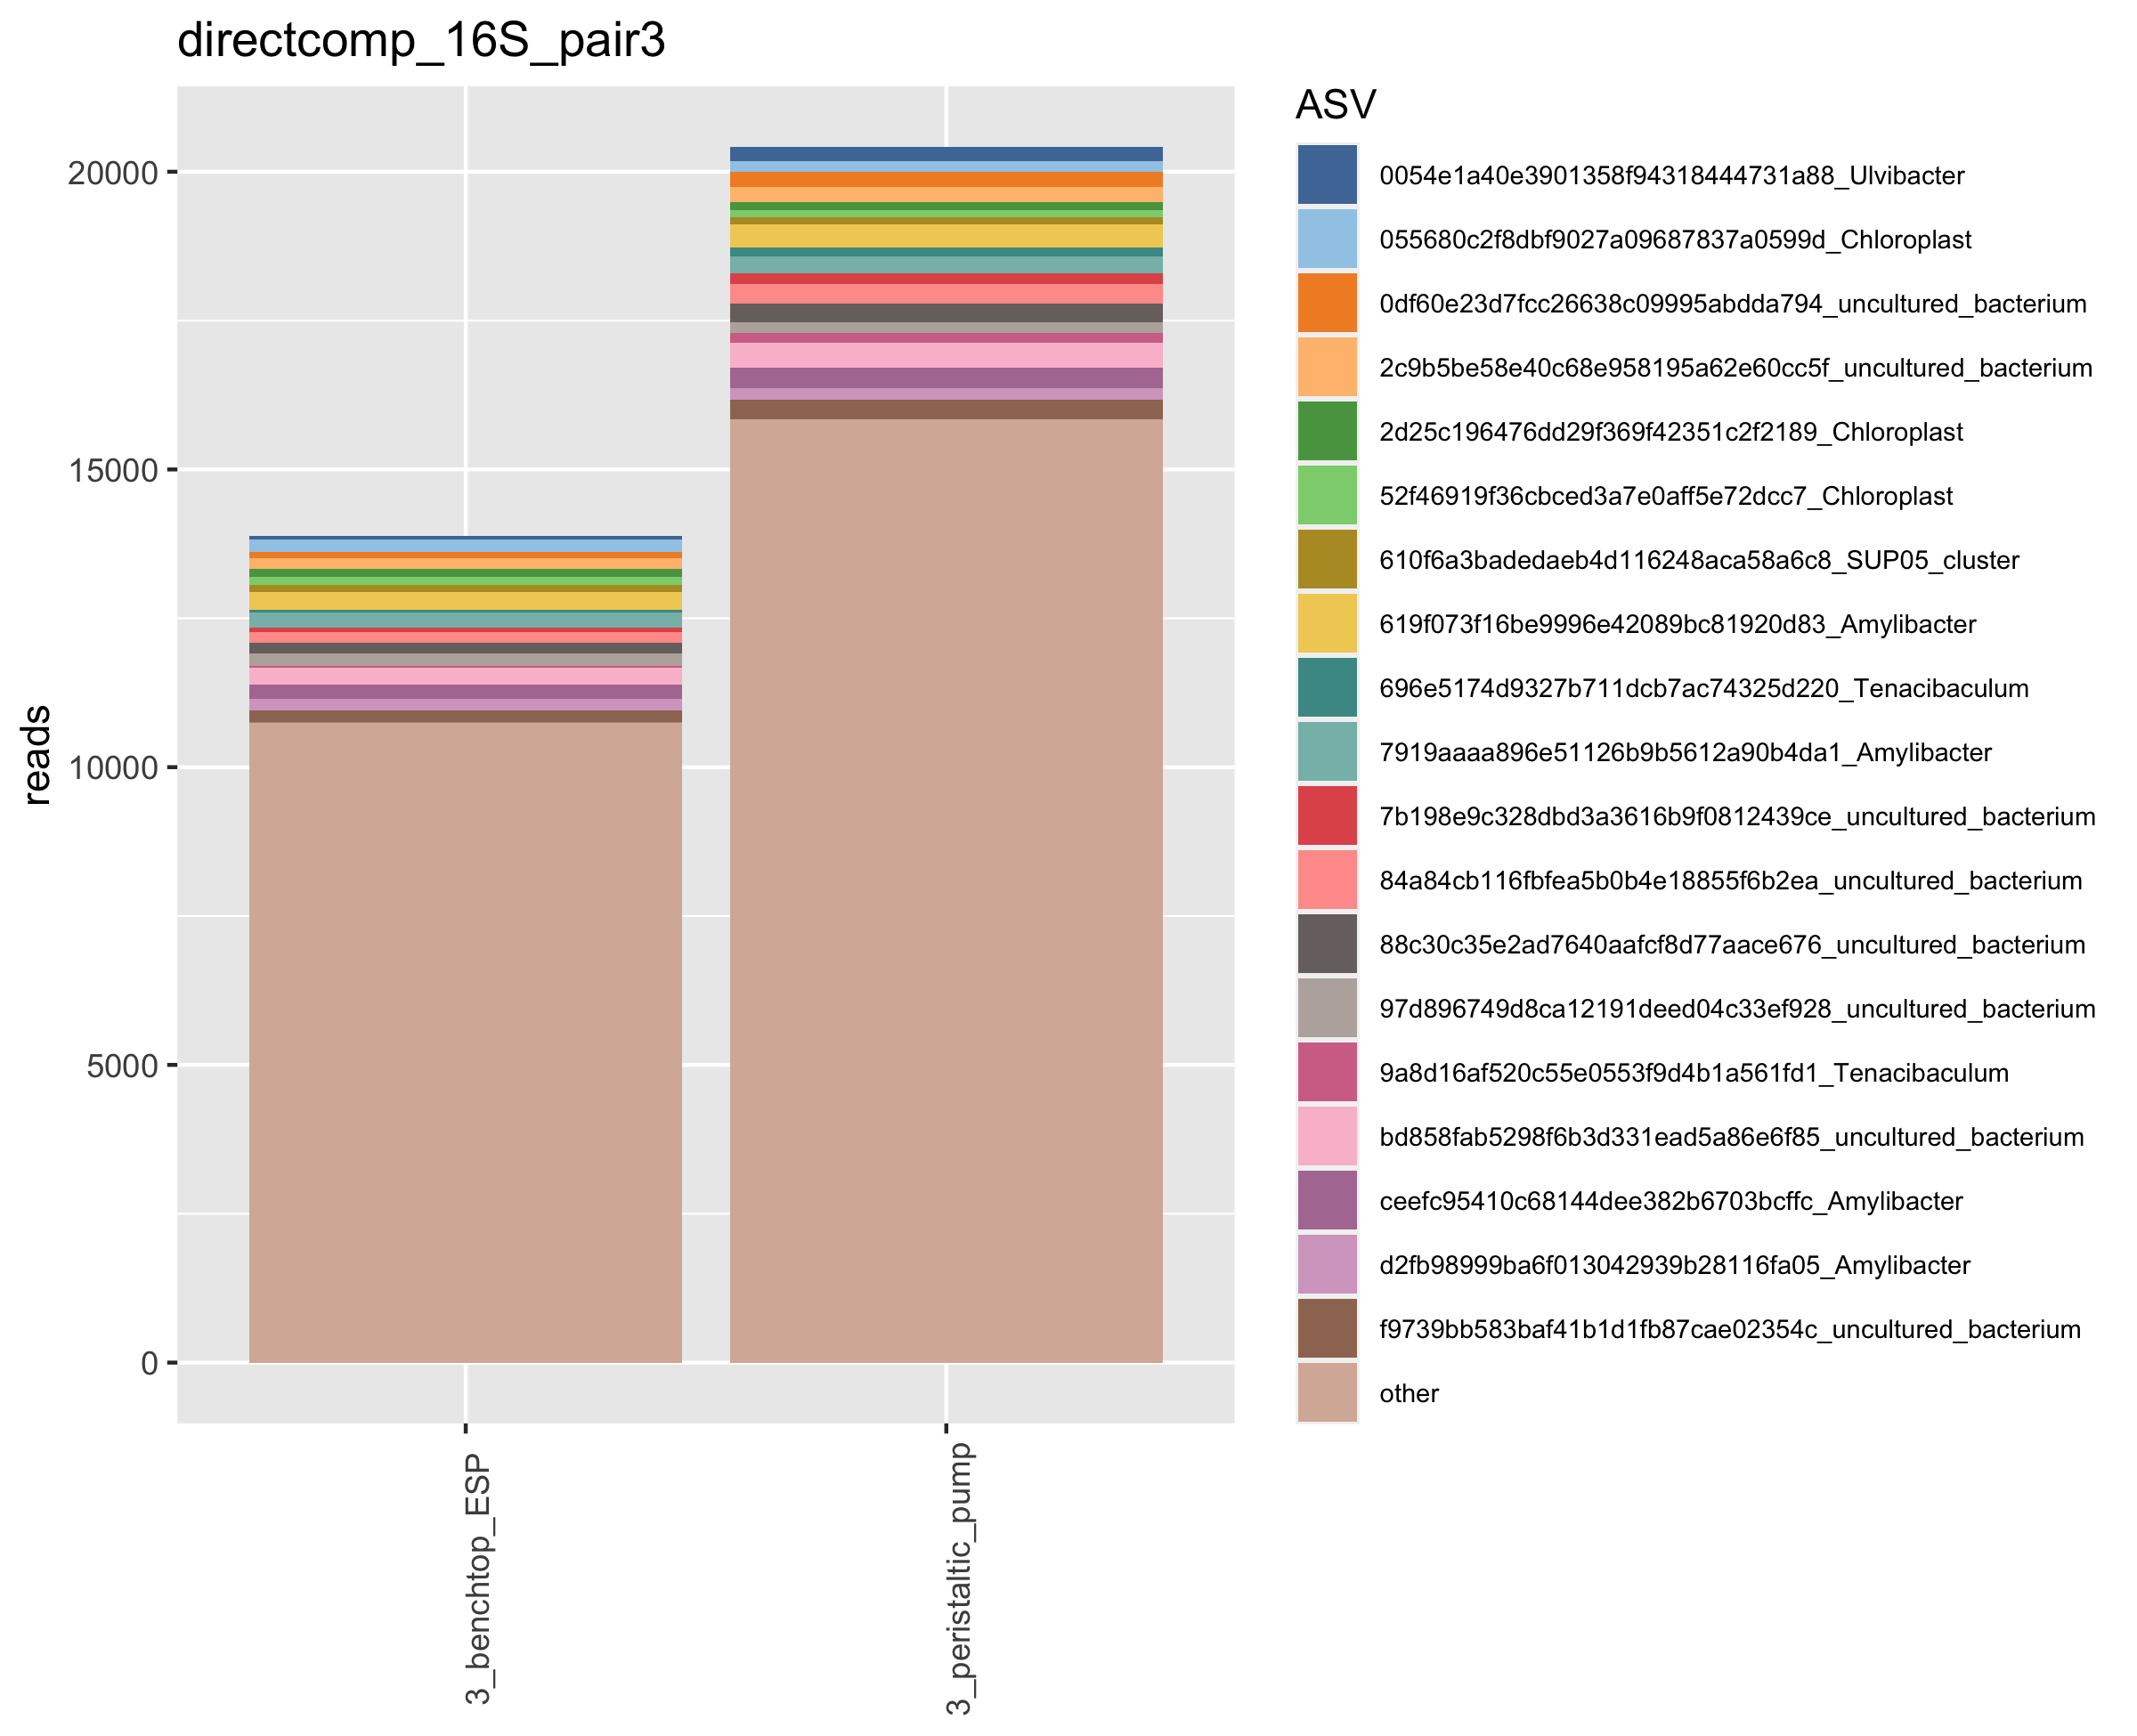 directcomp_16S_pair3
reads
20000
15000
10000
5000
0
3_benchtop_ESP
3_peristaltic_pump
ASV
0054e1a40e3901358f94318444731a88_Ulvibacter
055680c2f8dbf9027a09687837a0599d_Chloroplast
0df60e23d7fcc26638c09995abdda794_uncultured_bacterium
2c9b5be58e40c68e958195a62e60cc5f_uncultured_bacterium
2d25c196476dd29f369f42351c2f2189_Chloroplast
52f46919f36cbced3a7e0aff5e72dcc7_Chloroplast
610f6a3badedaeb4d116248aca58a6c8_SUP05_cluster
619f073f16be9996e42089bc81920d83_Amylibacter
696e5174d9327b711dcb7ac74325d220_Tenacibaculum
7919aaaa896e51126b9b5612a90b4da1_Amylibacter
7b198e9c328dbd3a3616b9f0812439ce_uncultured_bacterium
84a84cb116fbfea5b0b4e18855f6b2ea_uncultured_bacterium
88c30c35e2ad7640aafcf8d77aace676_uncultured_bacterium
97d896749d8ca12191deed04c33ef928_uncultured_bacterium
9a8d16af520c55e0553f9d4b1a561fd1_Tenacibaculum
bd858fab5298f6b3d331ead5a86e6f85_uncultured_bacterium
ceefc95410c68144dee382b6703bcffc_Amylibacter
d2fb98999ba6f013042939b28116fa05_Amylibacter
f9739bb583baf41b1d1fb87cae02354c_uncultured_bacterium
other